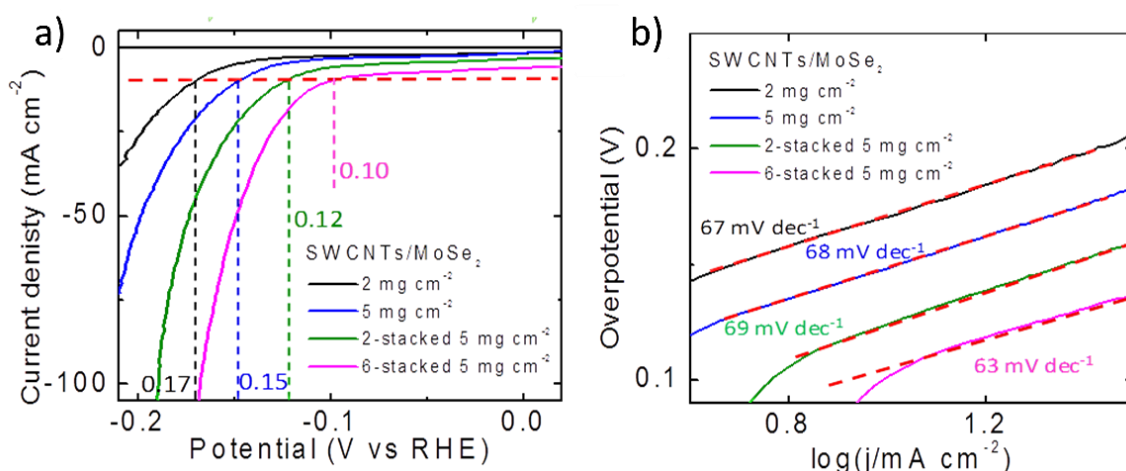 a)
Current denisty (mA cm⁻²)
0
-50
-100
0.17
0.15
0.12
0.10
SWCNTs/MoSe₂
2 mg cm⁻²
5 mg cm⁻²
2-stacked 5 mg cm⁻²
6-stacked 5 mg cm⁻²
-0.2
-0.1
0.0
Potential (V vs RHE)
b)
Overpotential (V)
0.2
0.1
SWCNTs/MoSe₂
2 mg cm⁻²
5 mg cm⁻²
2-stacked 5 mg cm⁻²
6-stacked 5 mg cm⁻²
67 mV dec⁻¹
68 mV dec⁻¹
69 mV dec⁻¹
63 mV dec⁻¹
0.8
1.2
log(j/mA cm⁻²)